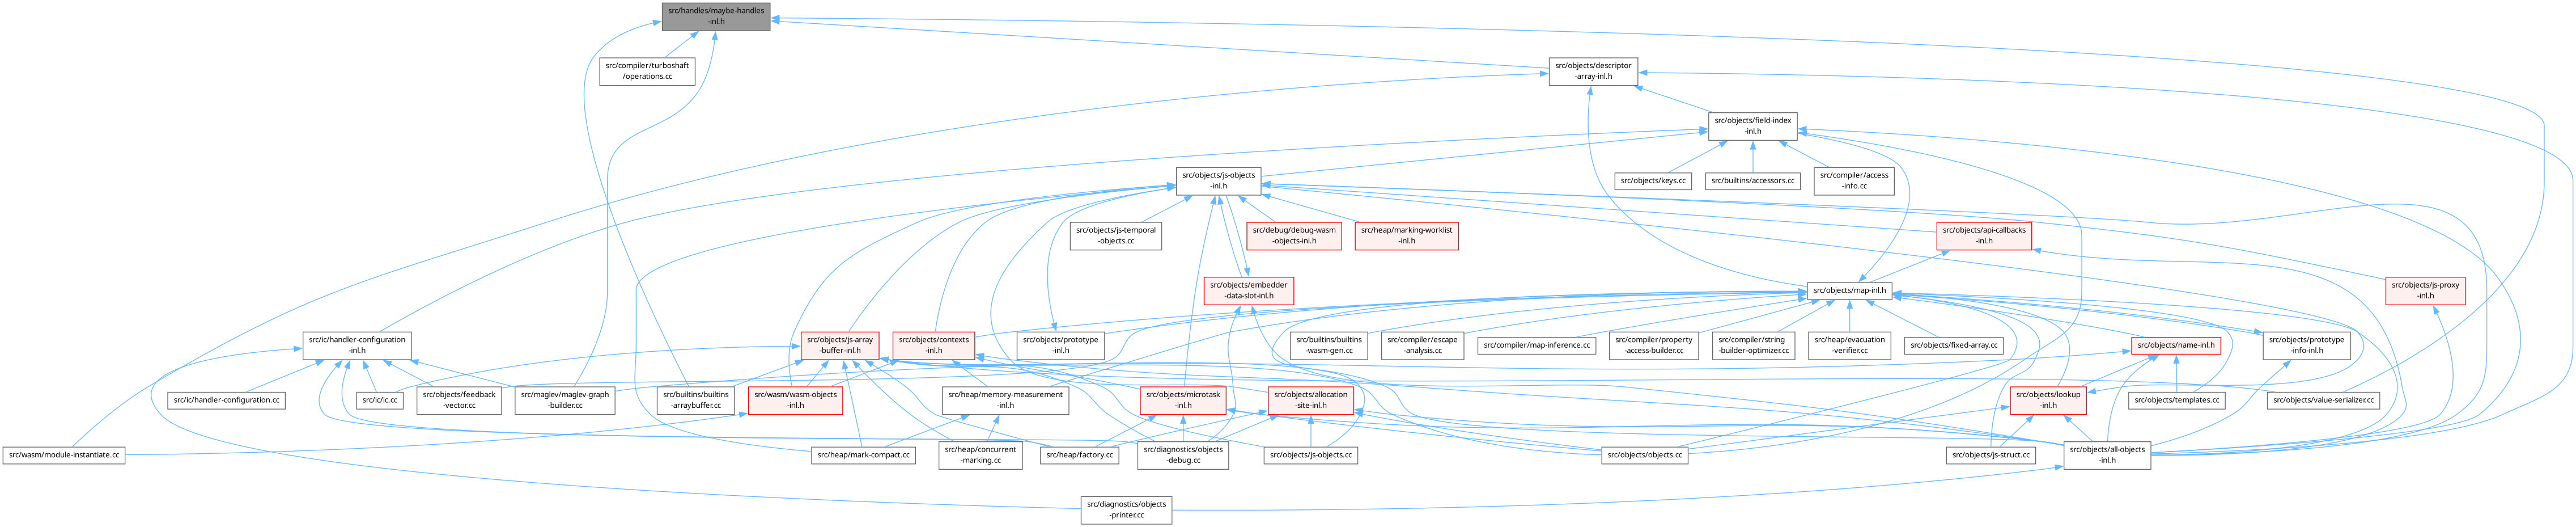 src/handles/maybe-handles
-inl.h
src/compiler/turboshaft
/operations.cc
src/objects/descriptor
-array-inl.h
src/objects/field-index
-inl.h
src/objects/js-objects
-inl.h
src/objects/keys.cc
src/builtins/accessors.cc
src/compiler/access
-info.cc
src/objects/js-temporal
-objects.cc
src/debug/debug-wasm
-objects-inl.h
src/heap/marking-worklist
-inl.h
src/objects/api-callbacks
-inl.h
src/objects/embedder
-data-slot-inl.h
src/objects/map-inl.h
src/objects/js-proxy
-inl.h
src/ic/handler-configuration
-inl.h
src/objects/js-array
-buffer-inl.h
src/objects/contexts
-inl.h
src/objects/prototype
-inl.h
src/builtins/builtins
-wasm-gen.cc
src/compiler/escape
-analysis.cc
src/compiler/map-inference.cc
src/compiler/property
-access-builder.cc
src/compiler/string
-builder-optimizer.cc
src/heap/evacuation
-verifier.cc
src/objects/fixed-array.cc
src/objects/name-inl.h
src/objects/prototype
-info-inl.h
src/ic/handler-configuration.cc
src/ic/ic.cc
src/objects/feedback
-vector.cc
src/maglev/maglev-graph
-builder.cc
src/builtins/builtins
-arraybuffer.cc
src/wasm/wasm-objects
-inl.h
src/heap/memory-measurement
-inl.h
src/objects/microtask
-inl.h
src/objects/allocation
-site-inl.h
src/objects/lookup
-inl.h
src/objects/templates.cc
src/objects/value-serializer.cc
src/wasm/module-instantiate.cc
src/heap/mark-compact.cc
src/heap/concurrent
-marking.cc
src/heap/factory.cc
src/diagnostics/objects
-debug.cc
src/objects/js-objects.cc
src/objects/objects.cc
src/objects/js-struct.cc
src/objects/all-objects
-inl.h
src/diagnostics/objects
-printer.cc